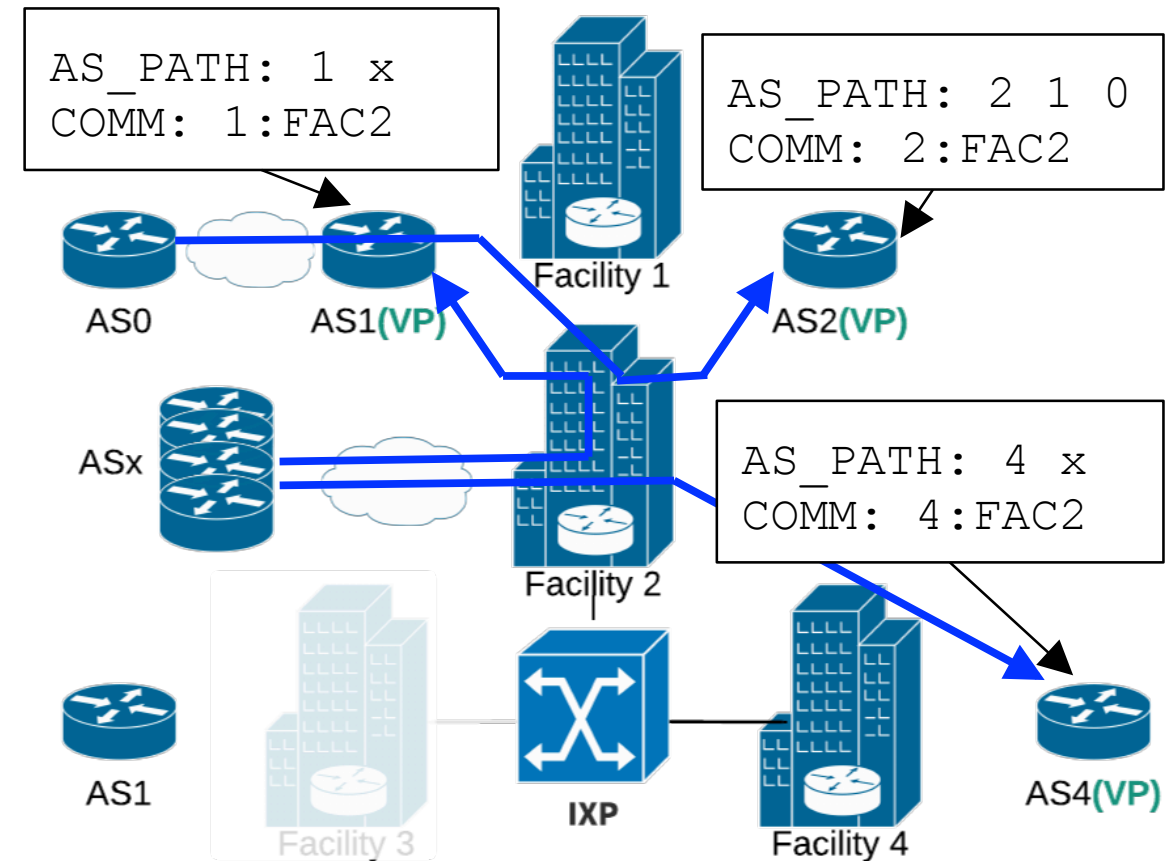 AS_PATH: 1 x
COMM: 1:FAC2
AS_PATH: 2 1 0
COMM: 2:FAC2
Facility 1
AS0
AS1(VP)
AS2(VP)
ASx
AS_PATH: 4 x
COMM: 4:FAC2
Facility 2
AS1
IXP
AS4(VP)
Facility 3
Facility 4